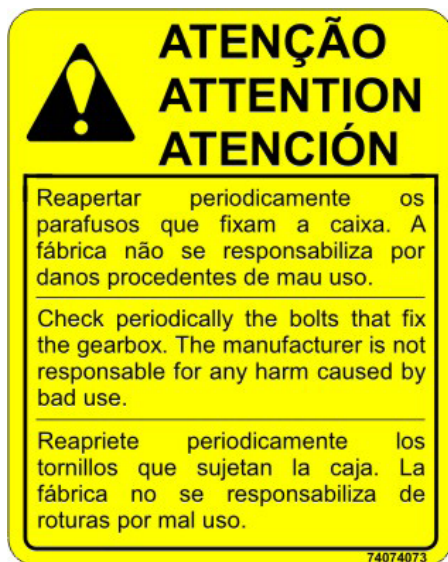 ATENÇÃO
ATTENTION
ATENCIÓN
Reapertar periodicamente os
parafusos que fixam a caixa. A
fábrica não se responsabiliza por
danos procedentes de mau uso.
Check periodically the bolts that fix
the gearbox. The manufacturer is not
responsable for any harm caused by
bad use.
Reapriete periodicamente los
tornillos que sujetan la caja. La
fábrica no se responsabiliza de
roturas por mal uso.
74074073